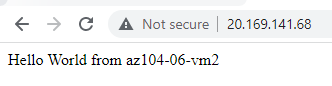 Not secure | 20.169.141.68
Hello World from az104-06-vm2